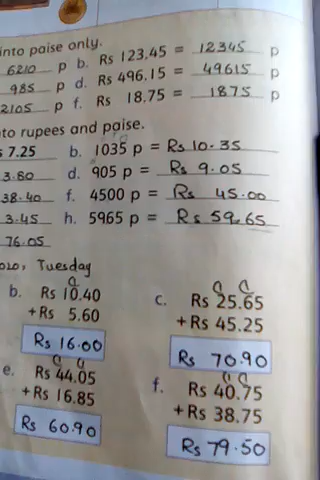 into paise only.
6210 p b. Rs 123.45 = 12345 p
985 p d. Rs 496.15 = 49615 p
2105 p f. Rs 18.75 = 1875 p
to rupees and paise.
7.25 b. 1035 p = Rs 10.35
3.80 d. 905 p = Rs 9.05
38.40 f. 4500 p = Rs 45.00
3.45 h. 5965 p = Rs 59.65
76.05
Tuesday
b. Rs 10.40
+Rs 5.60
Rs 16.00
c. Rs 25.65
+Rs 45.25
Rs 70.90
e. Rs 44.05
+Rs 16.85
Rs 60.90
f. Rs 40.75
+Rs 38.75
Rs 79.50